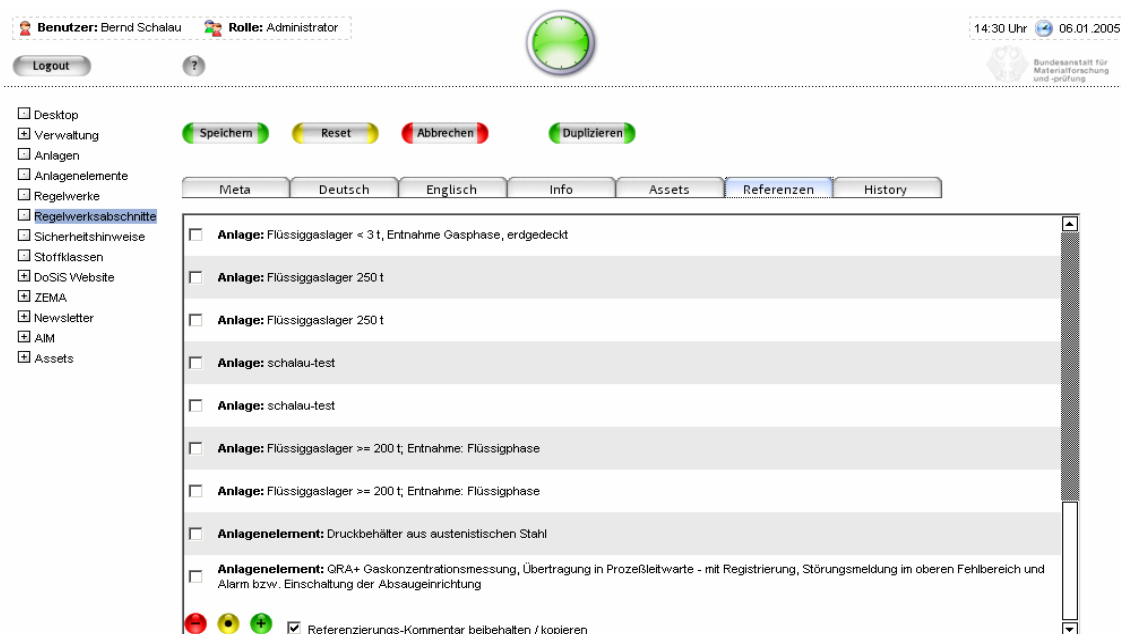 Benutzer: Bernd Schalau Rolle: Administrator 14:30 Uhr 06.01.2005
Logout ? Bundesanstalt für
Materialforschung
und -prüfung
Desktop
Verwaltung
Anlagen
Anlagenelemente
Regelwerke
Regelwerksabschnitte
Sicherheitshinweise
Stoffklassen
DoSiS Website
ZEMA
Newsletter
AIM
Assets
Speichern Reset Abbrechen Duplizieren
Meta Deutsch Englisch Info Assets Referenzen History
Anlage: Flüssiggaslager < 3 t, Entnahme Gasphase, erdgedeckt
Anlage: Flüssiggaslager 250 t
Anlage: Flüssiggaslager 250 t
Anlage: schalau-test
Anlage: schalau-test
Anlage: Flüssiggaslager >= 200 t; Entnahme: Flüssigphase
Anlage: Flüssiggaslager >= 200 t; Entnahme: Flüssigphase
Anlagenelement: Druckbehälter aus austenistischen Stahl
Anlagenelement: QRA+ Gaskonzentrationsmessung, Übertragung in Prozeßleitwarte - mit Registrierung, Störungsmeldung im oberen Fehlbereich und
Alarm bzw. Einschaltung der Absaugeinrichtung
Referenzierungs-Kommentar beibehalten / kopieren